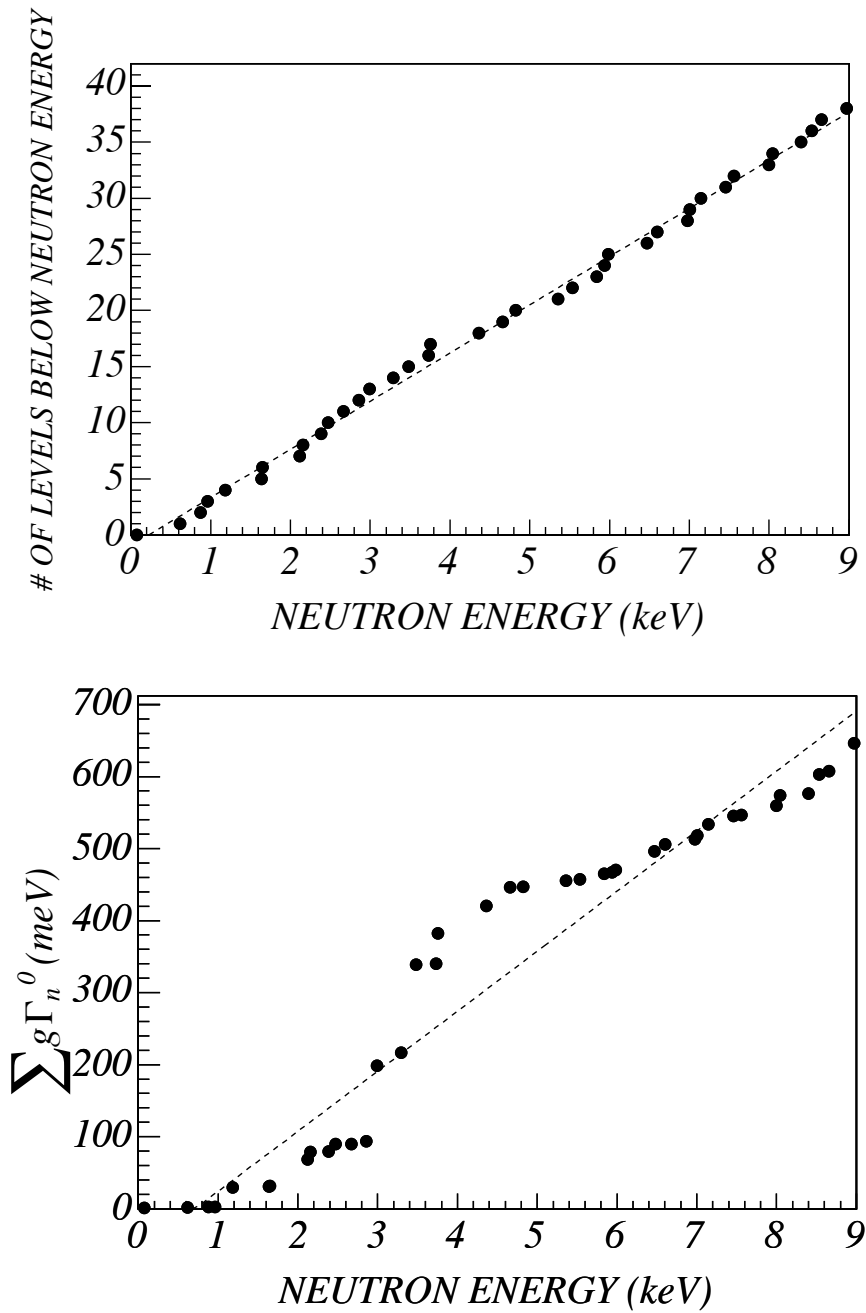 # OF LEVELS BELOW NEUTRON ENERGY
40
35
30
25
20
15
10
5
0
0 1 2 3 4 5 6 7 8 9
NEUTRON ENERGY (keV)
∑gΓn0 (meV)
700
600
500
400
300
200
100
0
0 1 2 3 4 5 6 7 8 9
NEUTRON ENERGY (keV)